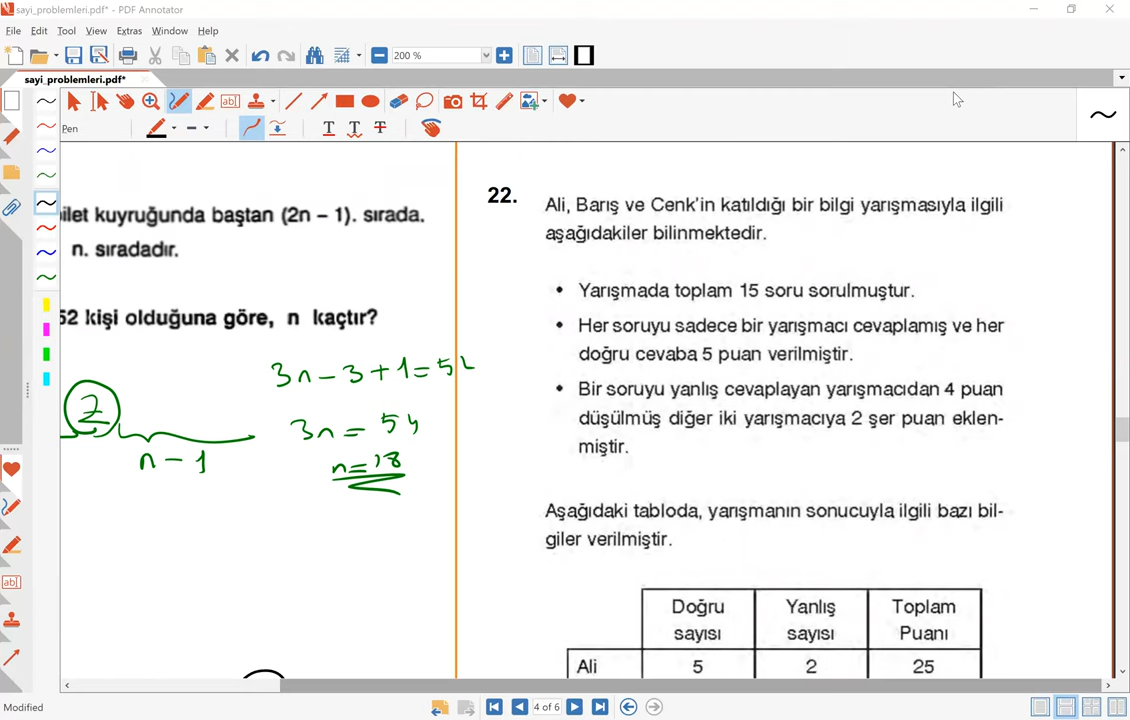 sayi_problemleri.pdf* - PDF Annotator
File Edit Tool View Extras Window Help
200 %
sayi_problemleri.pdf*
Pen
bilet kuyruğunda baştan (2n – 1). sırada,
n. sıradadır.
52 kişi olduğuna göre, n kaçtır?
3n – 3 + 1 = 52
3n = 54
n = 18
Z
n – 1
22.
Ali, Barış ve Cenk'in katıldığı bir bilgi yarışmasıyla ilgili
aşağıdakiler bilinmektedir.
• Yarışmada toplam 15 soru sorulmuştur.
• Her soruyu sadece bir yarışmacı cevaplamış ve her
doğru cevaba 5 puan verilmiştir.
• Bir soruyu yanlış cevaplayan yarışmacıdan 4 puan
düşülmüş diğer iki yarışmacıya 2 şer puan eklen-
miştir.
Aşağıdaki tabloda, yarışmanın sonucuyla ilgili bazı bil-
giler verilmiştir.
Doğru sayısı Yanlış sayısı Toplam Puanı
Ali 5 2 25
Modified
4 of 6